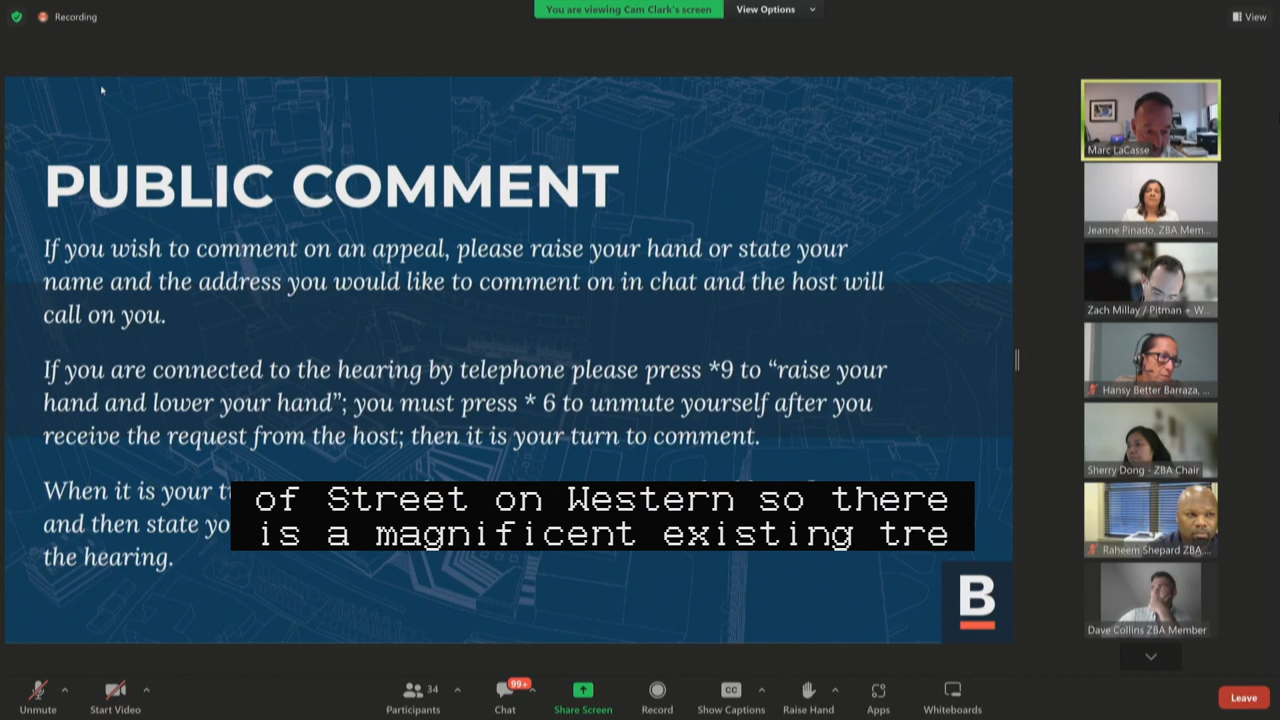 Recording
You are viewing Cam Clark's screen
View Options
View
PUBLIC COMMENT
If you wish to comment on an appeal, please raise your hand or state your
name and the address you would like to comment on in chat and the host will
call on you.
If you are connected to the hearing by telephone please press *9 to “raise your
hand and lower your hand”; you must press * 6 to unmute yourself after you
receive the request from the host; then it is your turn to comment.
When it is your t
and then state yo
the hearing.
of Street on Western so there
is a magnificent existing tre
B
Marc LaCasse
Jeanne Pinado, ZBA Mem...
Zach Millay / Pitman + W...
Hansy Better Barraza, ...
Sherry Dong - ZBA Chair
Raheem Shepard ZBA ...
Dave Collins ZBA Member
Unmute
Start Video
Participants
34
Chat
99+
Share Screen
Record
CC
Show Captions
Raise Hand
Apps
Whiteboards
Leave